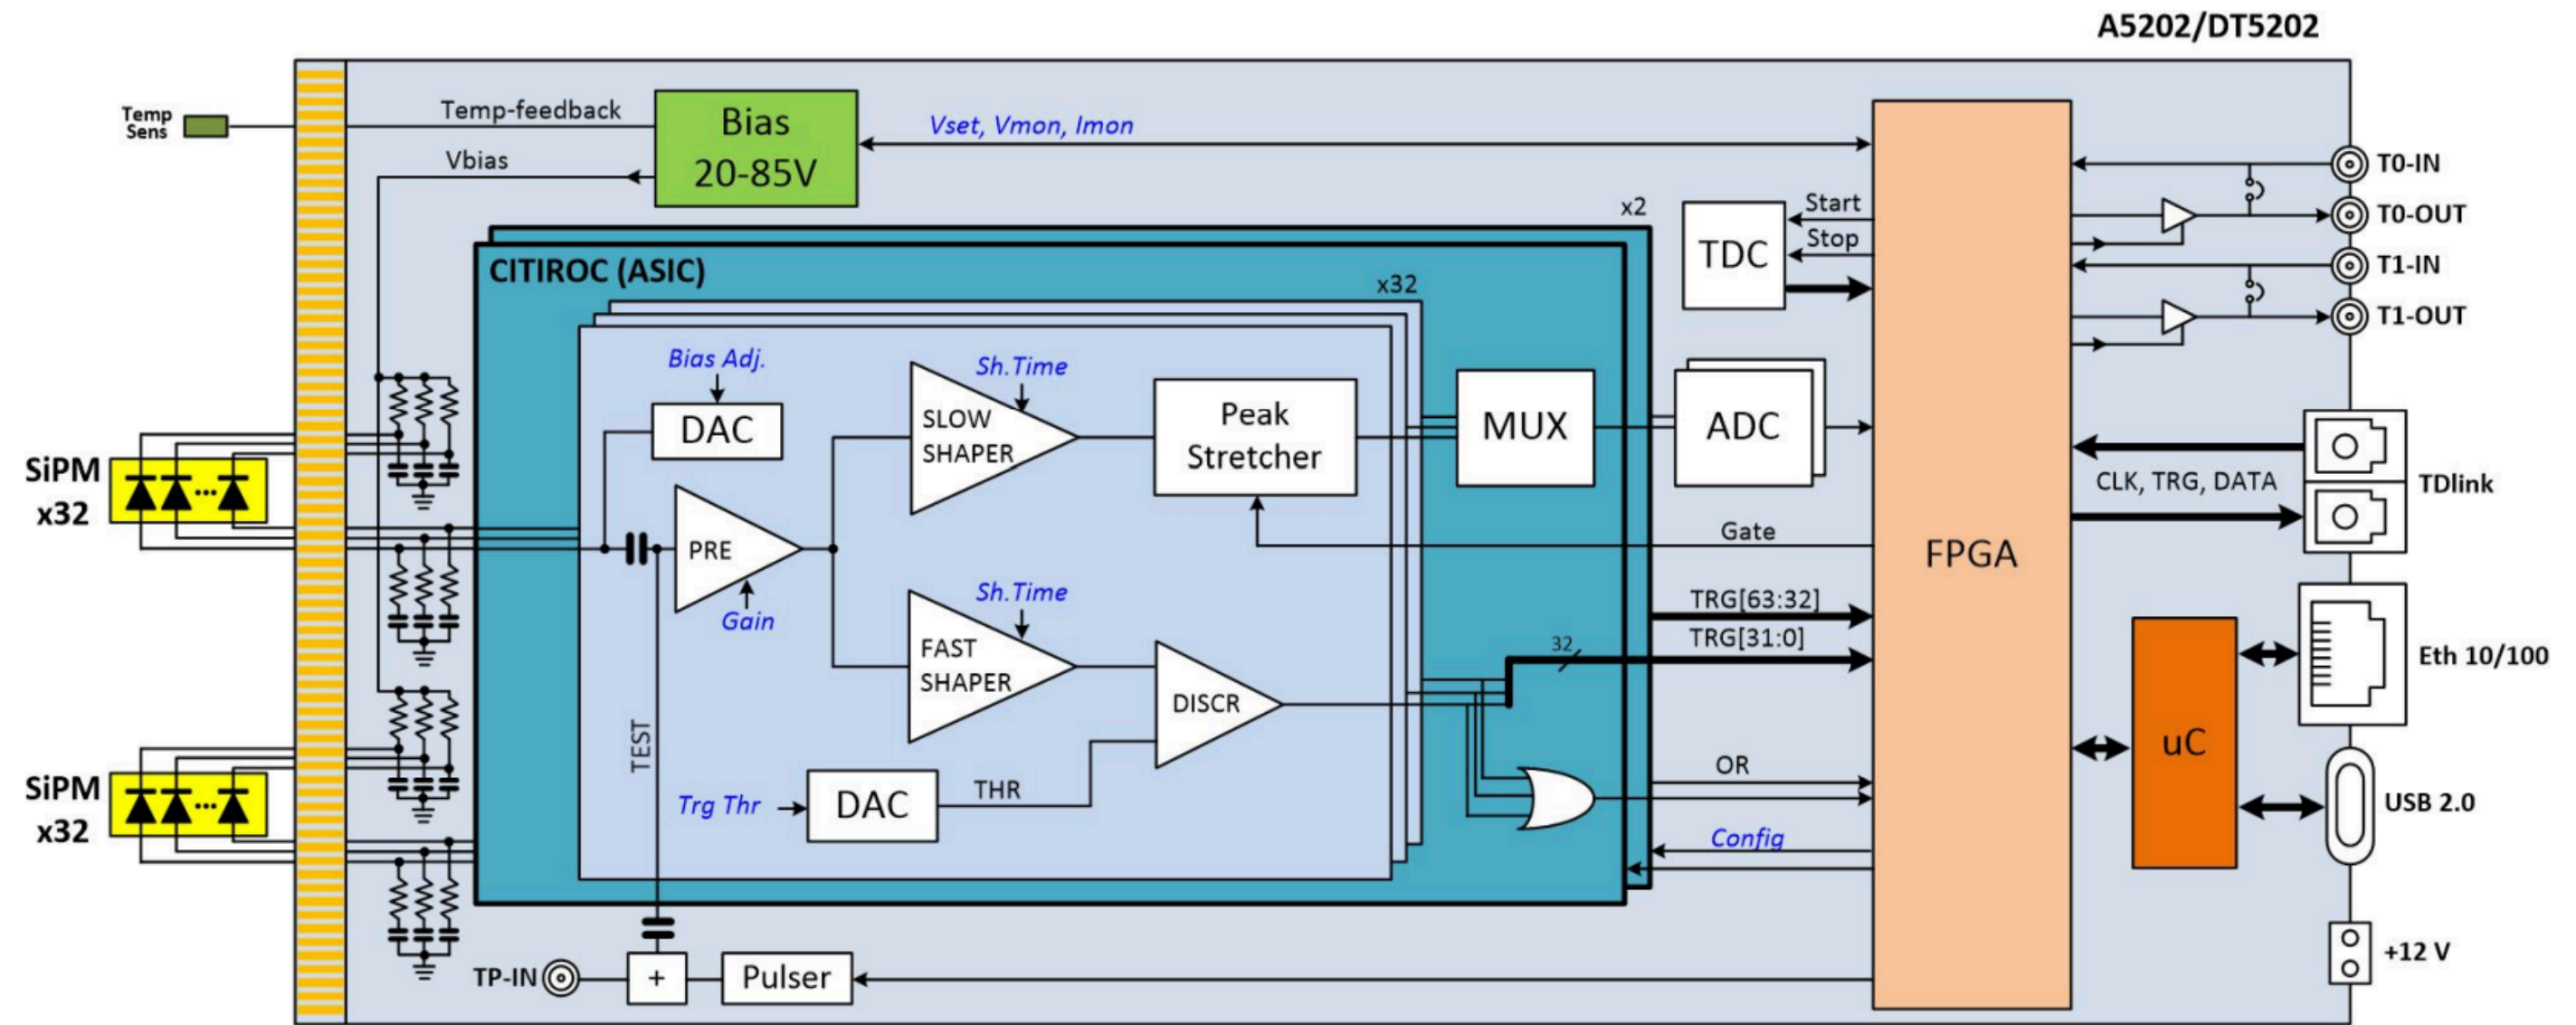 A5202/DT5202
Temp
Sens
Temp-feedback
Vbias
Bias
20-85V
Vset, Vmon, Imon
T0-IN
T0-OUT
T1-IN
T1-OUT
x2
TDC
Start
Stop
CITIROC (ASIC)
x32
Bias Adj.
DAC
Sh.Time
SLOW
SHAPER
Peak
Stretcher
MUX
ADC
SiPM
x32
PRE
Gain
Gate
FPGA
CLK, TRG, DATA
TDlink
Sh.Time
FAST
SHAPER
DISCR
32
TRG[63:32]
TRG[31:0]
Eth 10/100
uC
TEST
Trg Thr
DAC
THR
OR
Config
USB 2.0
SiPM
x32
TP-IN
+
Pulser
+12 V